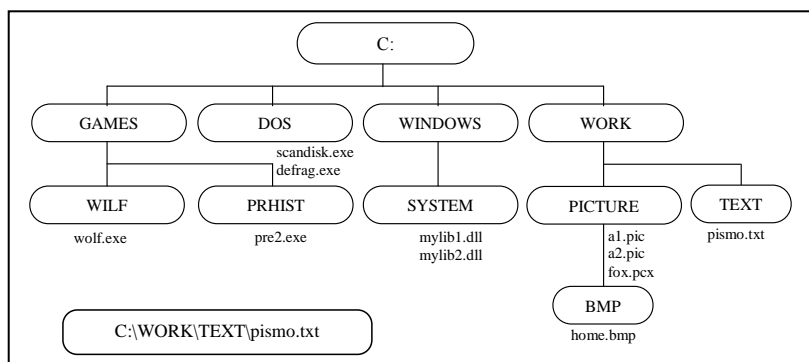 C:
GAMES
DOS
WINDOWS
WORK
scandisk.exe
defrag.exe
WILF
PRHIST
SYSTEM
PICTURE
TEXT
wolf.exe
pre2.exe
mylib1.dll
mylib2.dll
a1.pic
a2.pic
fox.pcx
pismo.txt
BMP
home.bmp
C:\WORK\TEXT\pismo.txt